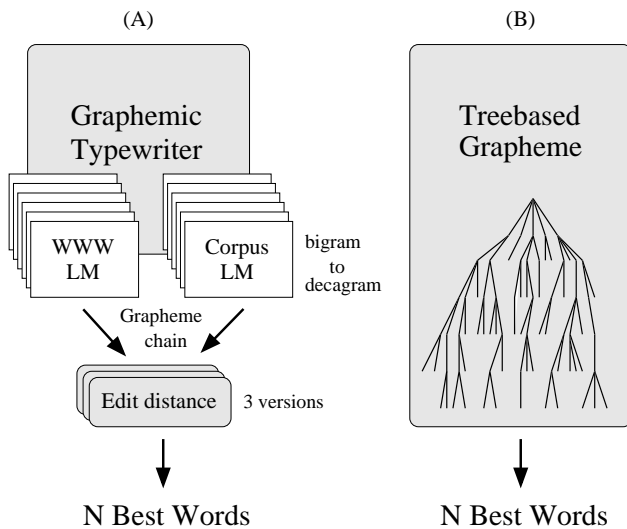 (A)
Graphemic
Typewriter
WWW
LM
Corpus
LM
bigram
to
decagram
Grapheme
chain
Edit distance
3 versions
N Best Words
(B)
Treebased
Grapheme
N Best Words